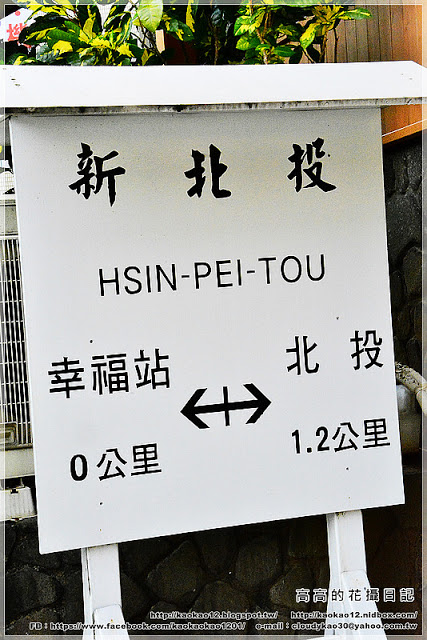 新北投
HSIN-PEI-TOU
幸福站 北投
0公里 1.2公里
高高的花攝日記
http://kaokao12.blogspot.tw/ http://kaokao12.nidbox.com/
FB：https://www.facebook.com/kaokaokao1201/ e-mail：cloudykao30@yahoo.com.tw